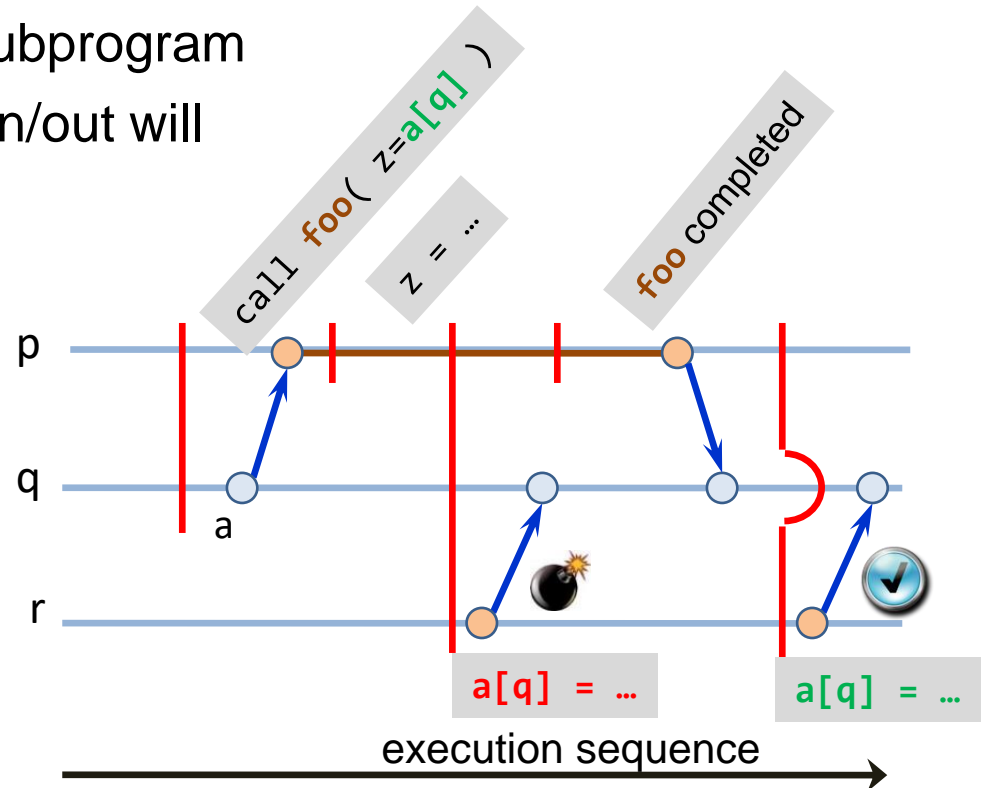 ubprogram
n/out will
call foo( z=a[q] )
z = …
foo completed
p
q
a
r
a[q] = …
a[q] = …
execution sequence